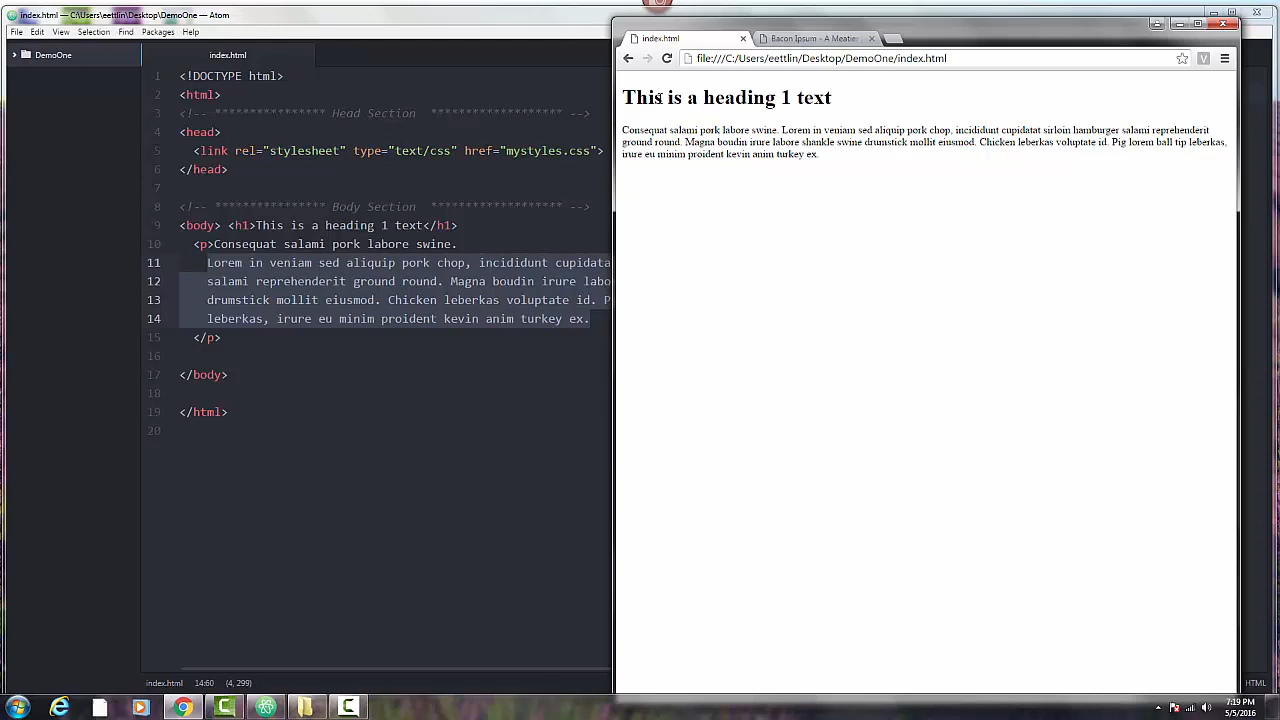 index.html — C:\Users\eettlin\Desktop\DemoOne — Atom
File Edit View Selection Find Packages Help
DemoOne
index.html
1 <!DOCTYPE html>
2 <html>
3 <!-- **************** Head Section ******************* -->
4 <head>
5 <link rel="stylesheet" type="text/css" href="mystyles.css">
6 </head>
7
8 <!-- **************** Body Section ******************* -->
9 <body> <h1>This is a heading 1 text</h1>
10 <p>Consequat salami pork labore swine.
11 Lorem in veniam sed aliquip pork chop, incididunt cupidata
12 salami reprehenderit ground round. Magna boudin irure labo
13 drumstick mollit eiusmod. Chicken leberkas voluptate id. P
14 leberkas, irure eu minim proident kevin anim turkey ex.
15 </p>
16
17 </body>
18
19 </html>
20
index.html 14:60 (4, 299)
HTML
index.html
Bacon Ipsum - A Meatier
file:///C:/Users/eettlin/Desktop/DemoOne/index.html
V
This is a heading 1 text
Consequat salami pork labore swine. Lorem in veniam sed aliquip pork chop, incididunt cupidatat sirloin hamburger salami reprehenderit
ground round. Magna boudin irure labore shankle swine drumstick mollit eiusmod. Chicken leberkas voluptate id. Pig lorem ball tip leberkas,
irure eu minim proident kevin anim turkey ex.
7:19 PM
5/5/2016